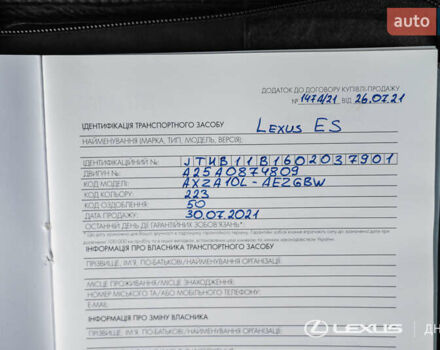 auto
RIA
ДОДАТОК ДО ДОГОВОРУ КУПІВЛІ-ПРОДАЖУ
№ 1474/21 ВІД 26.07.21
ІДЕНТИФІКАЦІЯ ТРАНСПОРТНОГО ЗАСОБУ
LEXUS ES
НАЙМЕНУВАННЯ (МАРКА, ТИП, МОДЕЛЬ, ВЕРСІЯ):
ІДЕНТИФІКАЦІЙНИЙ №: JTHB11B1602037901
ДВИГУН №: A25A0874809
КОД МОДЕЛІ: AXZA10L-AEZGBW
КОД КОЛЬОРУ: 223
КОД ОЗДОБЛЕННЯ: 50
ДАТА ПРОДАЖУ: 30.07.2021
ОСТАННІЙ ДЕНЬ ДІЇ ГАРАНТІЙНИХ ЗОБОВ'ЯЗАНЬ*:
ІНФОРМАЦІЯ ПРО ВЛАСНИКА ТРАНСПОРТНОГО ЗАСОБУ
ПРІЗВИЩЕ, ІМ'Я, ПО-БАТЬКОВІ/НАЙМЕНУВАННЯ ОРГАНІЗАЦІЇ:
МІСЦЕ ПРОЖИВАННЯ/МІСЦЕ ЗНАХОДЖЕННЯ:
НОМЕР МІСЬКОГО ТА/АБО МОБІЛЬНОГО ТЕЛЕФОНУ:
E-MAIL:
ІНФОРМАЦІЯ ПРО ЗМІНУ ВЛАСНИКА
ПРІЗВИЩЕ, ІМ'Я, ПО-БАТЬКОВІ/НАЙМЕНУВАННЯ ОРГАНІЗАЦІЇ:
LEXUS